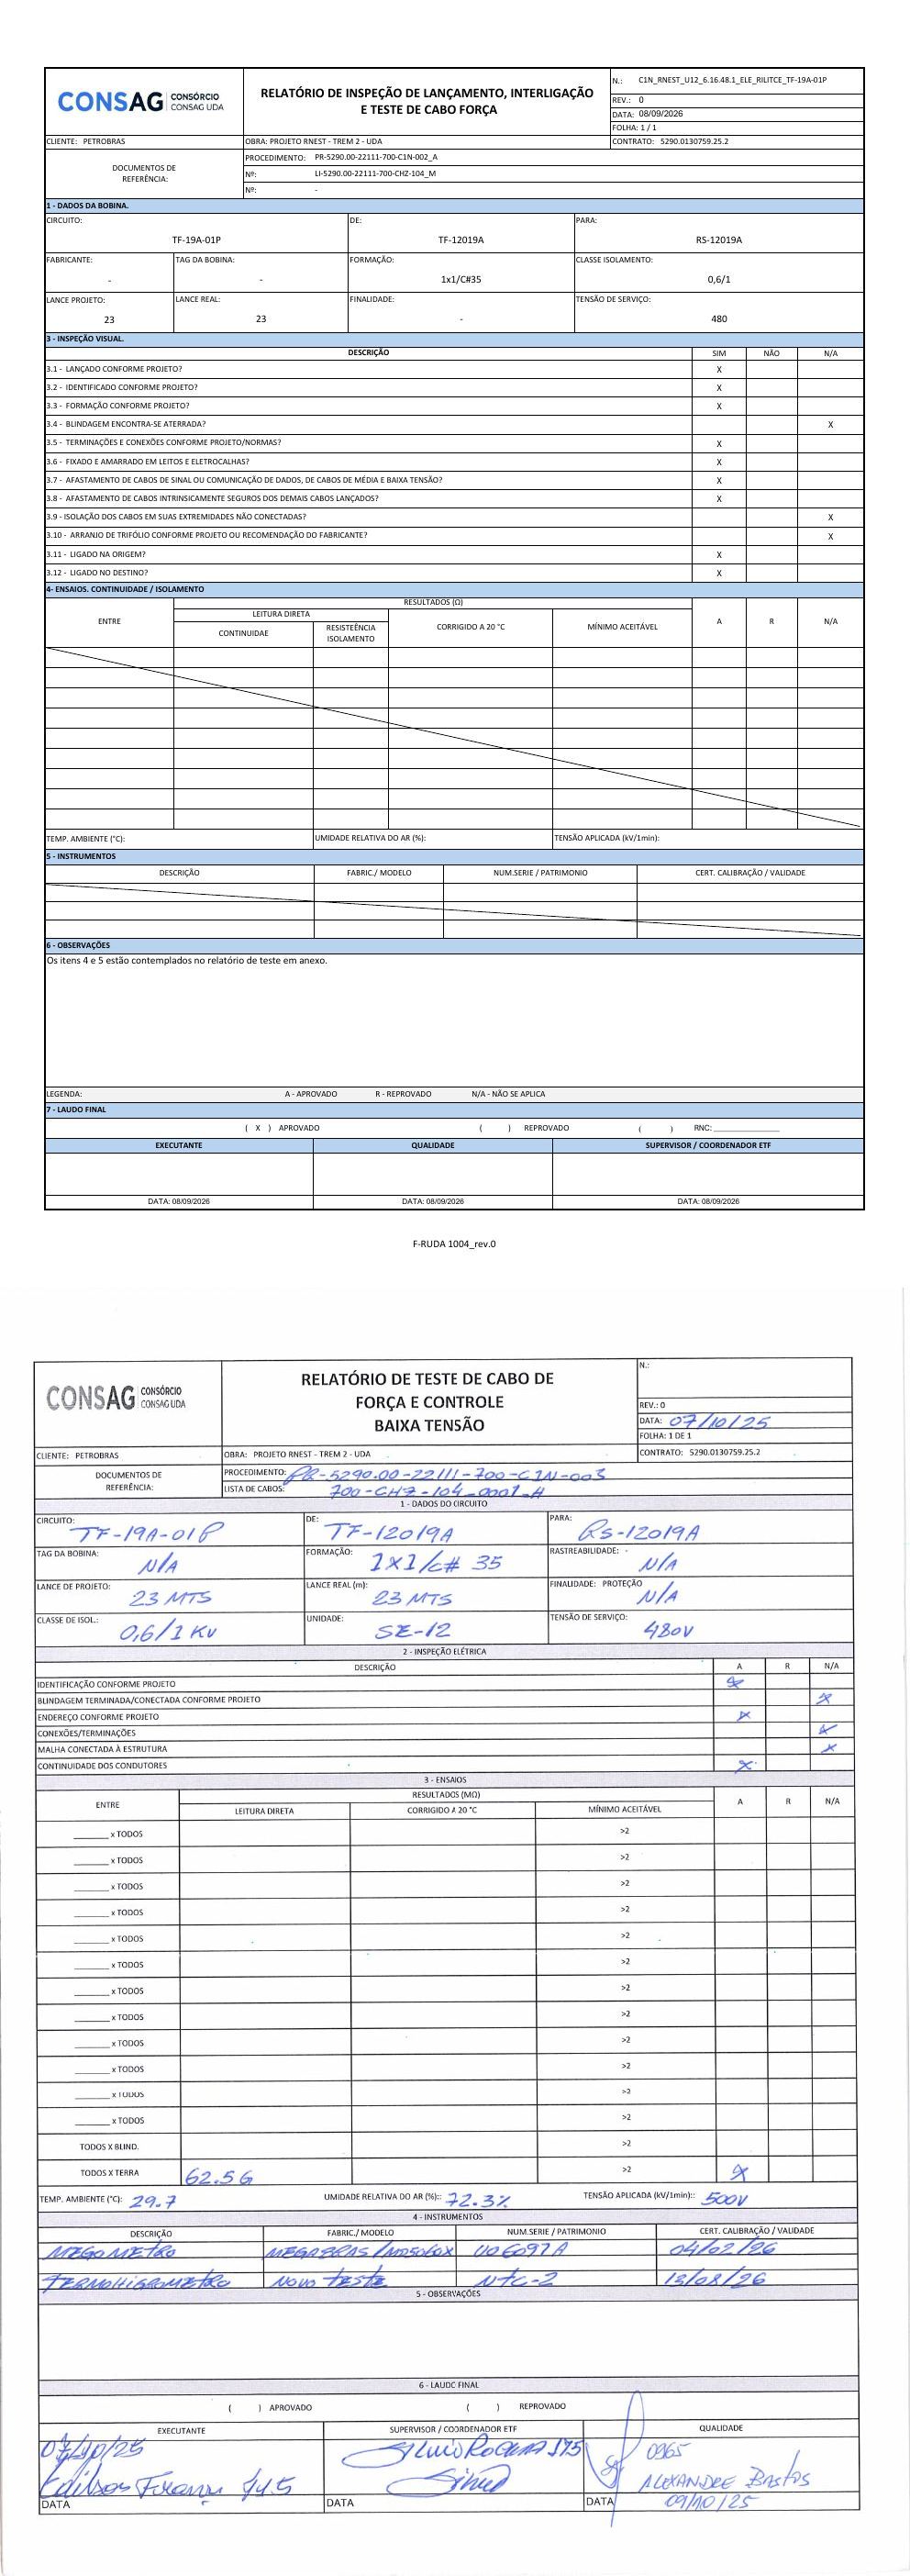 CONSAG CONSÓRCIO CONSAG UDA
RELATÓRIO DE INSPEÇÃO DE LANÇAMENTO, INTERLIGAÇÃO
E TESTE DE CABO FORÇA
N.: C1N_RNEST_U12_6.16.48.1_ELE_RILITCE_TF-19A-01P
REV.: 0
DATA: 08/09/2026
FOLHA: 1 / 1
CLIENTE: PETROBRAS
OBRA: PROJETO RNEST - TREM 2 - UDA
CONTRATO: 5290.0130759.25.2
DOCUMENTOS DE
REFERÊNCIA:
PROCEDIMENTO: PR-5290.00-22111-700-C1N-002_A
Nº: LI-5290.00-22111-700-CHZ-104_M
Nº: -
1 - DADOS DA BOBINA.
CIRCUITO: DE: PARA:
TF-19A-01P TF-12019A RS-12019A
FABRICANTE: TAG DA BOBINA: FORMAÇÃO: CLASSE ISOLAMENTO:
- - 1x1/C#35 0,6/1
LANCE PROJETO: LANCE REAL: FINALIDADE: TENSÃO DE SERVIÇO:
23 23 - 480
3 - INSPEÇÃO VISUAL.
DESCRIÇÃO SIM NÃO N/A
3.1 - LANÇADO CONFORME PROJETO? X
3.2 - IDENTIFICADO CONFORME PROJETO? X
3.3 - FORMAÇÃO CONFORME PROJETO? X
3.4 - BLINDAGEM ENCONTRA-SE ATERRADA? X
3.5 - TERMINAÇÕES E CONEXÕES CONFORME PROJETO/NORMAS? X
3.6 - FIXADO E AMARRADO EM LEITOS E ELETROCALHAS? X
3.7 - AFASTAMENTO DE CABOS DE SINAL OU COMUNICAÇÃO DE DADOS, DE CABOS DE MÉDIA E BAIXA TENSÃO? X
3.8 - AFASTAMENTO DE CABOS INTRINSICAMENTE SEGUROS DOS DEMAIS CABOS LANÇADOS? X
3.9 - ISOLAÇÃO DOS CABOS EM SUAS EXTREMIDADES NÃO CONECTADAS? X
3.10 - ARRANJO DE TRIFÓLIO CONFORME PROJETO OU RECOMENDAÇÃO DO FABRICANTE? X
3.11 - LIGADO NA ORIGEM? X
3.12 - LIGADO NO DESTINO? X
4- ENSAIOS. CONTINUIDADE / ISOLAMENTO
RESULTADOS (Ω)
ENTRE LEITURA DIRETA CORRIGIDO A 20 °C MÍNIMO ACEITÁVEL A R N/A
CONTINUIDAE RESISTEÊNCIA ISOLAMENTO
TEMP. AMBIENTE (°C): UMIDADE RELATIVA DO AR (%): TENSÃO APLICADA (kV/1min):
5 - INSTRUMENTOS
DESCRIÇÃO FABRIC./ MODELO NUM.SERIE / PATRIMONIO CERT. CALIBRAÇÃO / VALIDADE
6 - OBSERVAÇÕES
Os itens 4 e 5 estão contemplados no relatório de teste em anexo.
LEGENDA: A - APROVADO R - REPROVADO N/A - NÃO SE APLICA
7 - LAUDO FINAL
( X ) APROVADO ( ) REPROVADO ( ) RNC: ______________
EXECUTANTE QUALIDADE SUPERVISOR / COORDENADOR ETF
DATA: 08/09/2026 DATA: 08/09/2026 DATA: 08/09/2026
F-RUDA 1004_rev.0
CONSAG CONSÓRCIO CONSAG UDA
RELATÓRIO DE TESTE DE CABO DE
FORÇA E CONTROLE
BAIXA TENSÃO
N.:
REV.: 0
DATA: 07/10/25
FOLHA: 1 DE 1
CLIENTE: PETROBRAS
OBRA: PROJETO RNEST - TREM 2 - UDA
CONTRATO: 5290.0130759.25.2
DOCUMENTOS DE
REFERÊNCIA:
PROCEDIMENTO: PR-5290.00-22111-700-C1N-003
LISTA DE CABOS: 700-CHZ-104_0001_A
1 - DADOS DO CIRCUITO
CIRCUITO: TF-19A-01P DE: TF-12019A PARA: RS-12019A
TAG DA BOBINA: N/A FORMAÇÃO: 1X1/C# 35 RASTREABILIDADE: - N/A
LANCE DE PROJETO: 23 MTS LANCE REAL (m): 23 MTS FINALIDADE: PROTEÇÃO N/A
CLASSE DE ISOL.: 0,6/1 KV UNIDADE: SE-12 TENSÃO DE SERVIÇO: 480V
2 - INSPEÇÃO ELÉTRICA
DESCRIÇÃO A R N/A
IDENTIFICAÇÃO CONFORME PROJETO X
BLINDAGEM TERMINADA/CONECTADA CONFORME PROJETO X
ENDEREÇO CONFORME PROJETO X
CONEXÕES/TERMINAÇÕES X
MALHA CONECTADA À ESTRUTURA X
CONTINUIDADE DOS CONDUTORES X
3 - ENSAIOS
RESULTADOS (MΩ)
ENTRE LEITURA DIRETA CORRIGIDO A 20 °C MÍNIMO ACEITÁVEL A R N/A
_______ x TODOS >2
_______ x TODOS >2
_______ x TODOS >2
_______ x TODOS >2
_______ x TODOS >2
_______ x TODOS >2
_______ x TODOS >2
_______ x TODOS >2
_______ x TODOS >2
_______ x TODOS >2
_______ x TODOS >2
_______ x TODOS >2
TODOS X BLIND. >2
TODOS X TERRA 62.5G >2 X
TEMP. AMBIENTE (°C): 29.7 UMIDADE RELATIVA DO AR (%):: 72.3% TENSÃO APLICADA (kV/1min):: 500V
4 - INSTRUMENTOS
DESCRIÇÃO FABRIC./ MODELO NUM.SERIE / PATRIMONIO CERT. CALIBRAÇÃO / VALIDADE
MEGOMETRO MEGABRAS/MD5060X 04/02/26
TERMOHIGROMETRO NOVO TESTE NTC-2 13/08/26
5 - OBSERVAÇÕES
6 - LAUDO FINAL
( ) APROVADO ( ) REPROVADO
EXECUTANTE SUPERVISOR / COORDENADOR ETF QUALIDADE
07/10/25 0965
ALEXANDRE Bastos
DATA DATA DATA 09/10/25